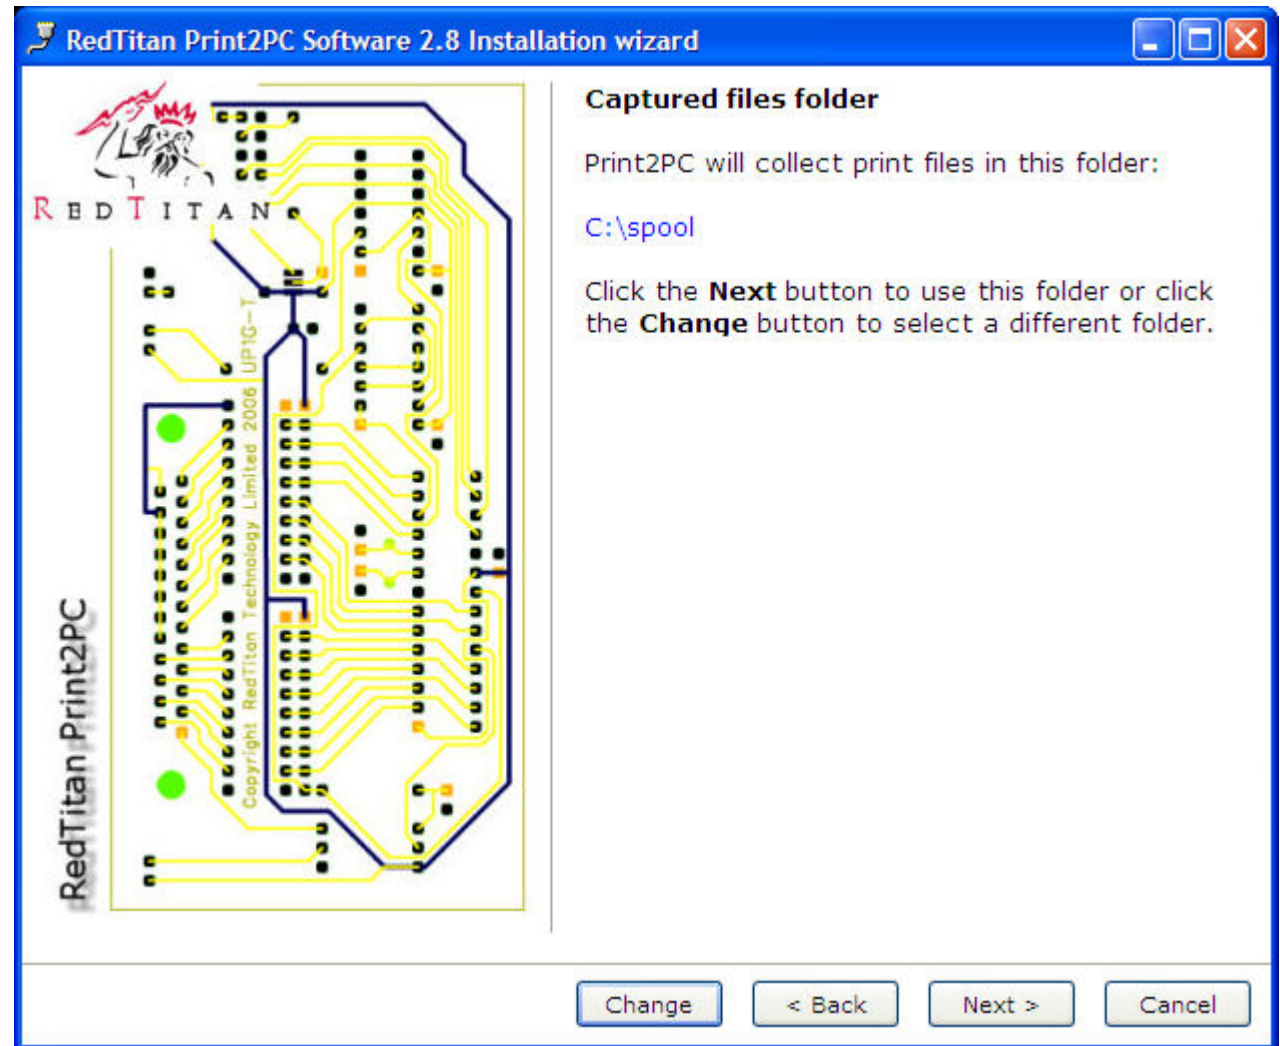 RedTitan Print2PC Software 2.8 Installation wizard
REDTITAN
Copyright RedTitan Technology Limited 2006 UP1G-T
RedTitan Print2PC
Captured files folder
Print2PC will collect print files in this folder:
C:\spool
Click the Next button to use this folder or click
the Change button to select a different folder.
Change
< Back
Next >
Cancel